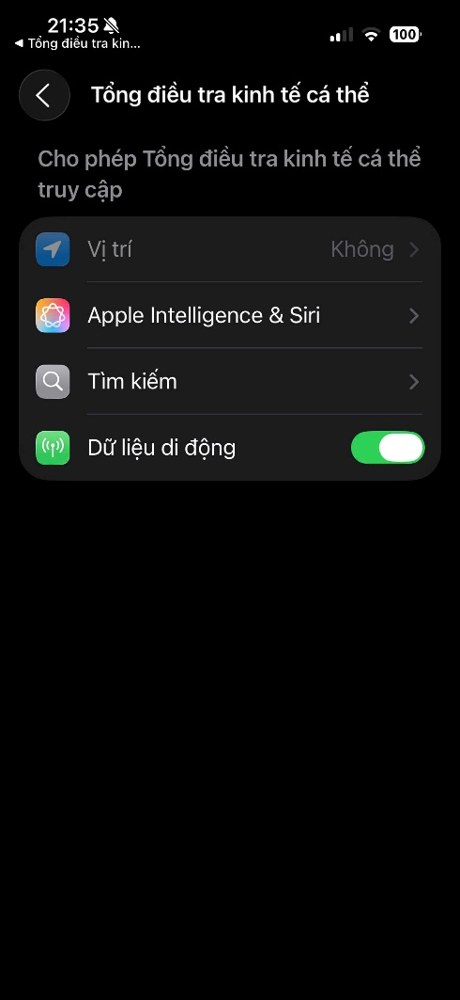 21:35
◀ Tổng điều tra kin...
100
Tổng điều tra kinh tế cá thể
Cho phép Tổng điều tra kinh tế cá thể
truy cập
Vị trí Không
Apple Intelligence & Siri
Tìm kiếm
Dữ liệu di động